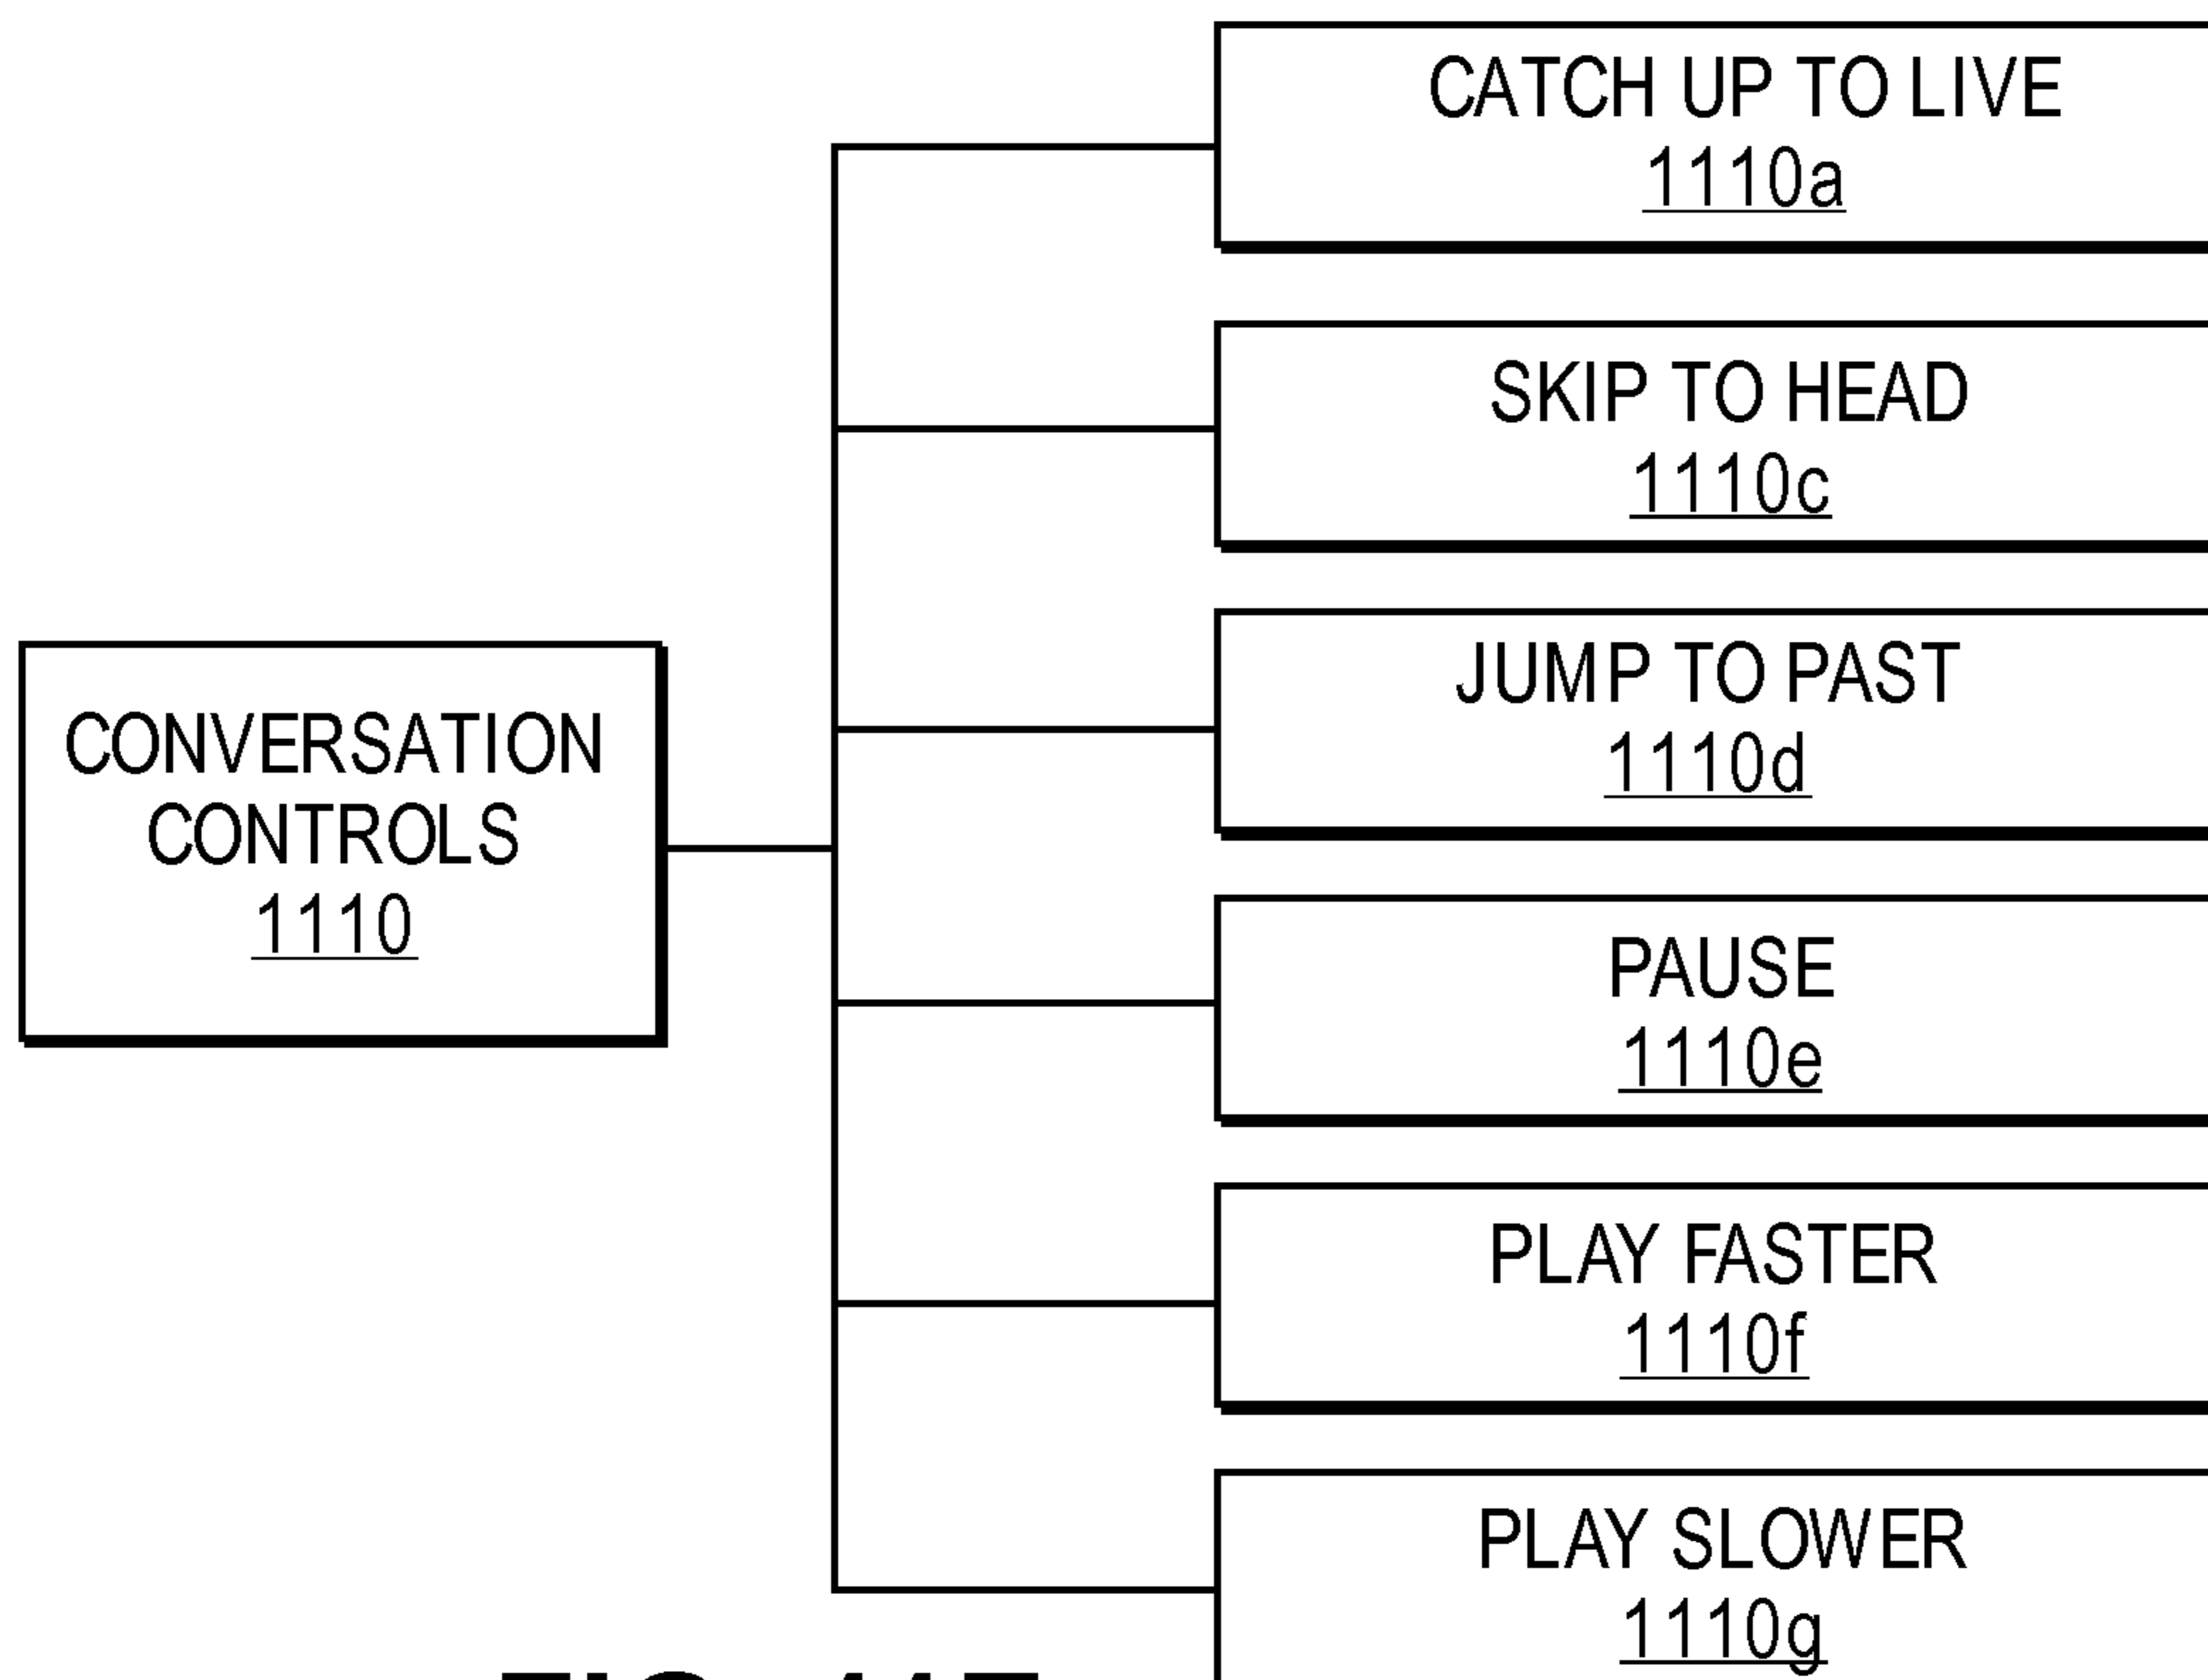 CATCH UP TO LIVE
1110a
SKIP TO HEAD
1110c
JUMP TO PAST
1110d
CONVERSATION
CONTROLS
1110
PAUSE
1110e
PLAY FASTER
1110f
PLAY SLOWER
1110g